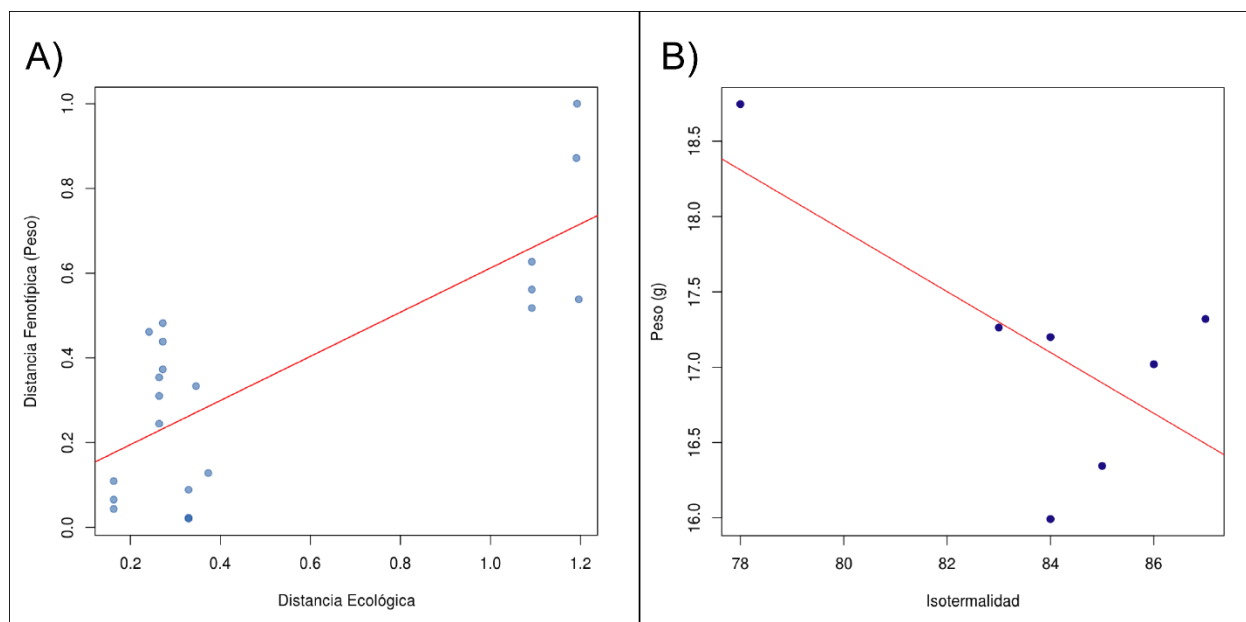 A)
Distancia Fenotípica (Peso)
1.0
0.8
0.6
0.4
0.2
0.0
0.2 0.4 0.6 0.8 1.0 1.2
Distancia Ecológica
B)
Peso (g)
18.5
18.0
17.5
17.0
16.5
16.0
78 80 82 84 86
Isotermalidad